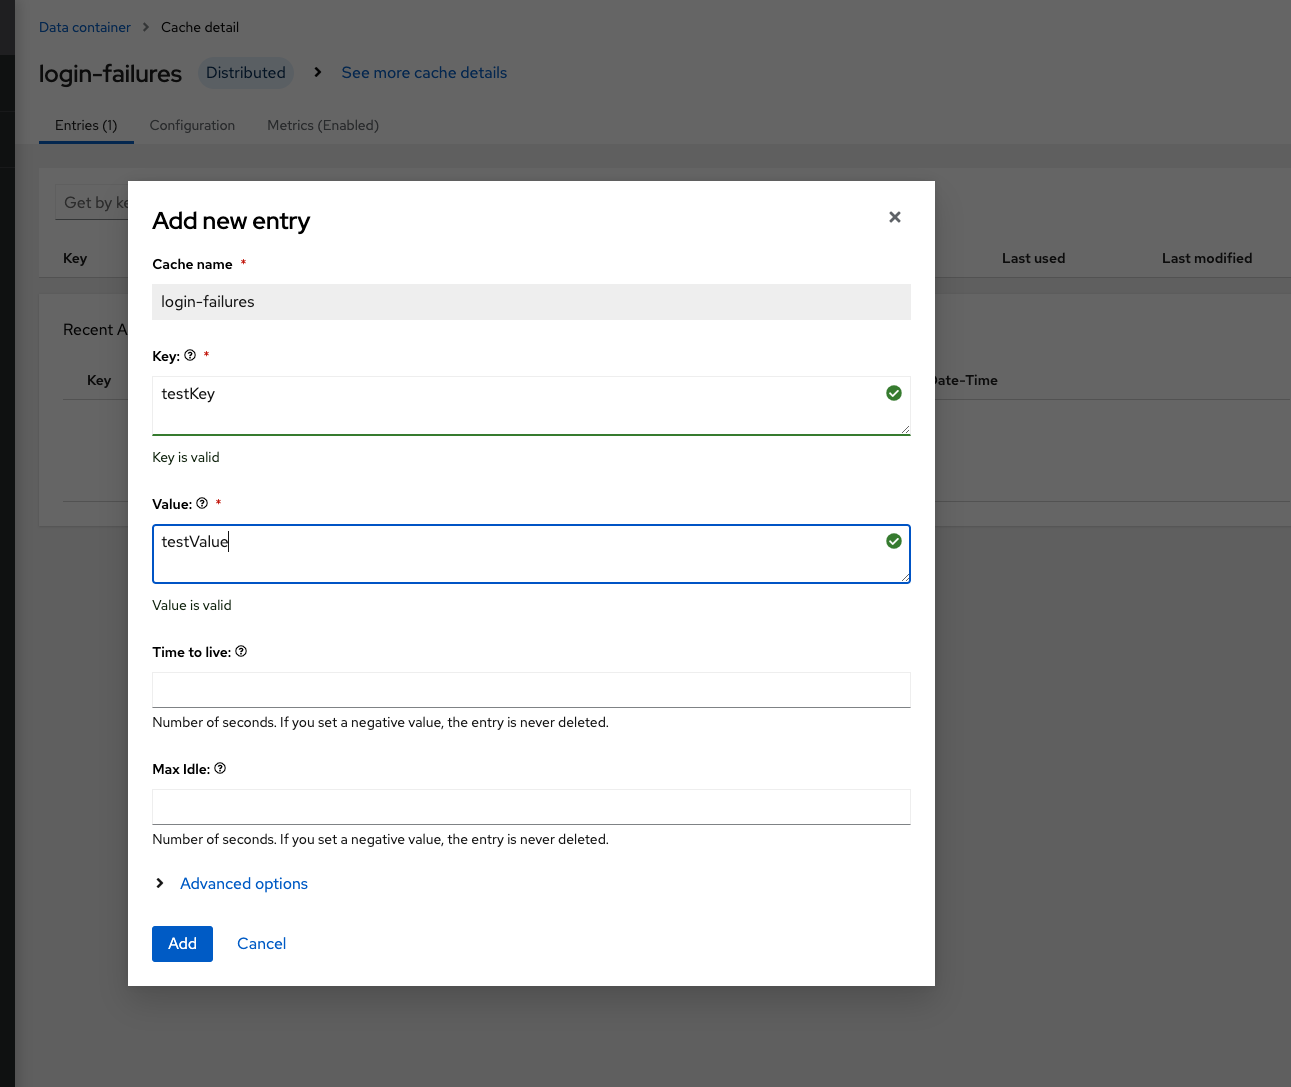 Data container > Cache detail
login-failures Distributed > See more cache details
Entries (1) Configuration Metrics (Enabled)
Get by ke
Key Last used Last modified
Recent A
Key Date-Time
Add new entry
Cache name *
login-failures
Key: *
testKey
Key is valid
Value: *
testValue
Value is valid
Time to live:
Number of seconds. If you set a negative value, the entry is never deleted.
Max Idle:
Number of seconds. If you set a negative value, the entry is never deleted.
Advanced options
Add Cancel